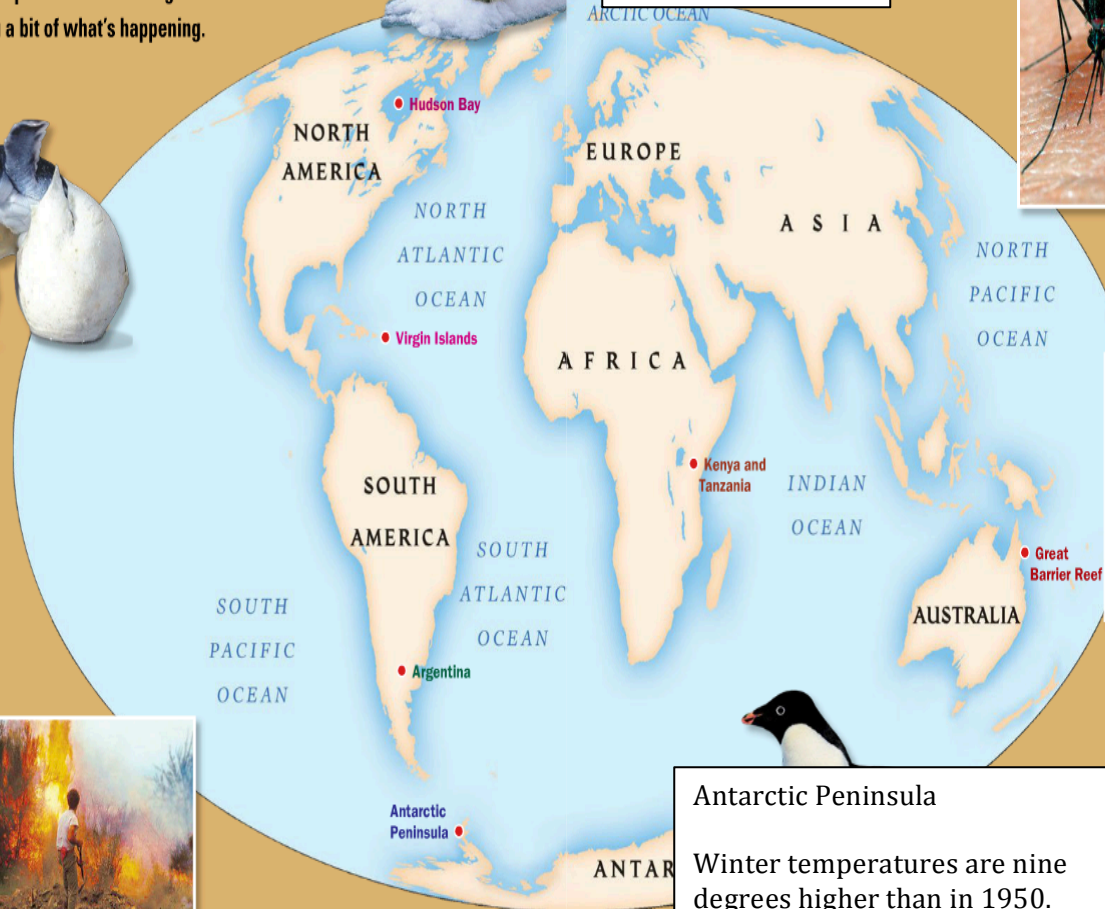 a bit of what's happening.
ARCTIC OCEAN
Hudson Bay
NORTH
AMERICA
EUROPE
ASIA
NORTH
ATLANTIC
OCEAN
NORTH
PACIFIC
OCEAN
Virgin Islands
AFRICA
Kenya and
Tanzania
INDIAN
OCEAN
SOUTH
AMERICA
SOUTH
ATLANTIC
OCEAN
Great
Barrier Reef
AUSTRALIA
SOUTH
PACIFIC
OCEAN
Argentina
Antarctic
Peninsula
ANTAR
Antarctic Peninsula
Winter temperatures are nine
degrees higher than in 1950.